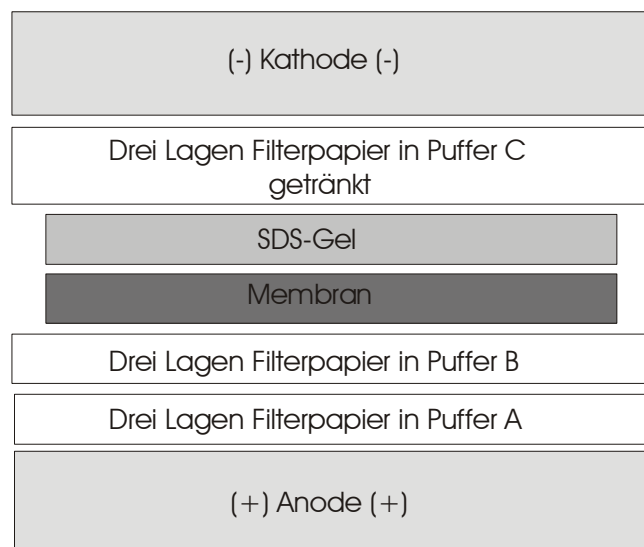 (-) Kathode (-)
Drei Lagen Filterpapier in Puffer C
getränkt
SDS-Gel
Membran
Drei Lagen Filterpapier in Puffer B
Drei Lagen Filterpapier in Puffer A
(+) Anode (+)